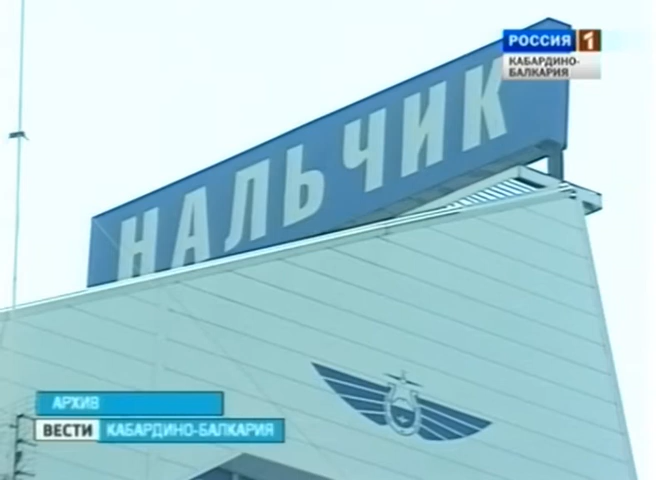 РОССИЯ 1
КАБАРДИНО-
БАЛКАРИЯ
НАЛЬЧИК
АРХИВ
ВЕСТИ КАБАРДИНО-БАЛКАРИЯ